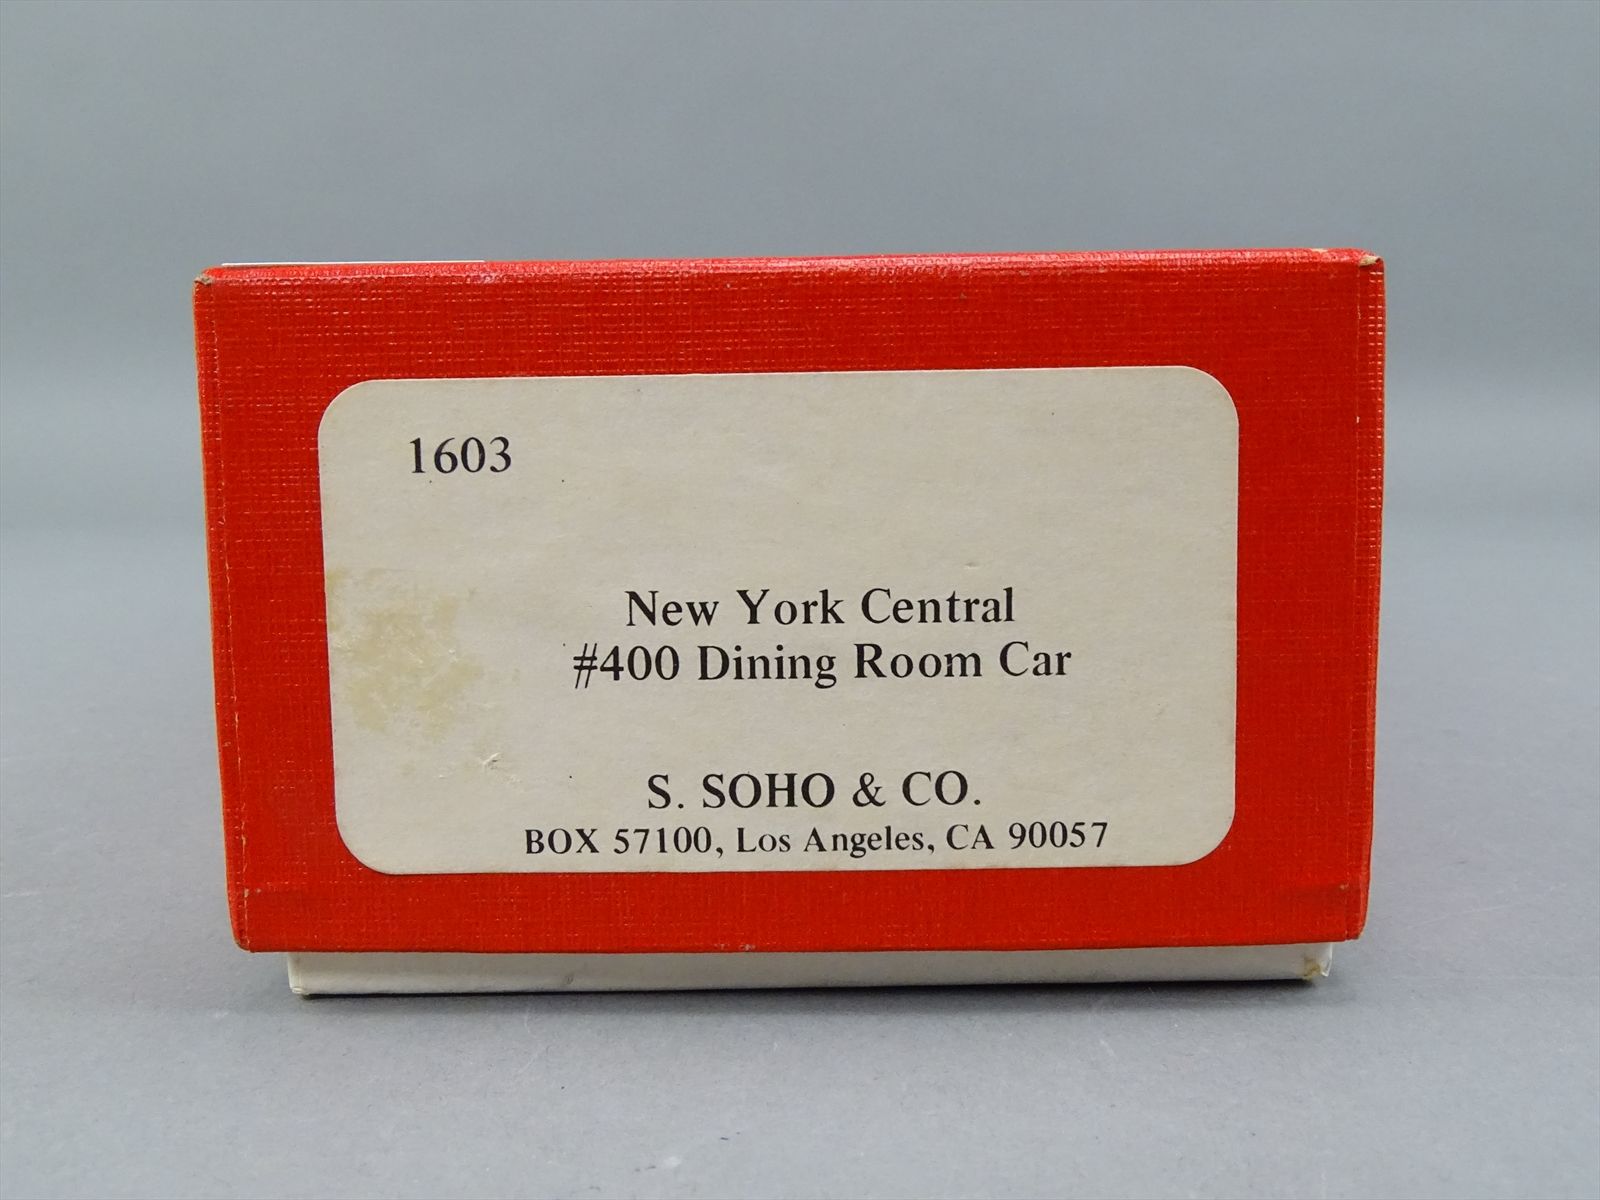 1603
New York Central
#400 Dining Room Car
S. SOHO & CO.
BOX 57100, Los Angeles, CA 90057